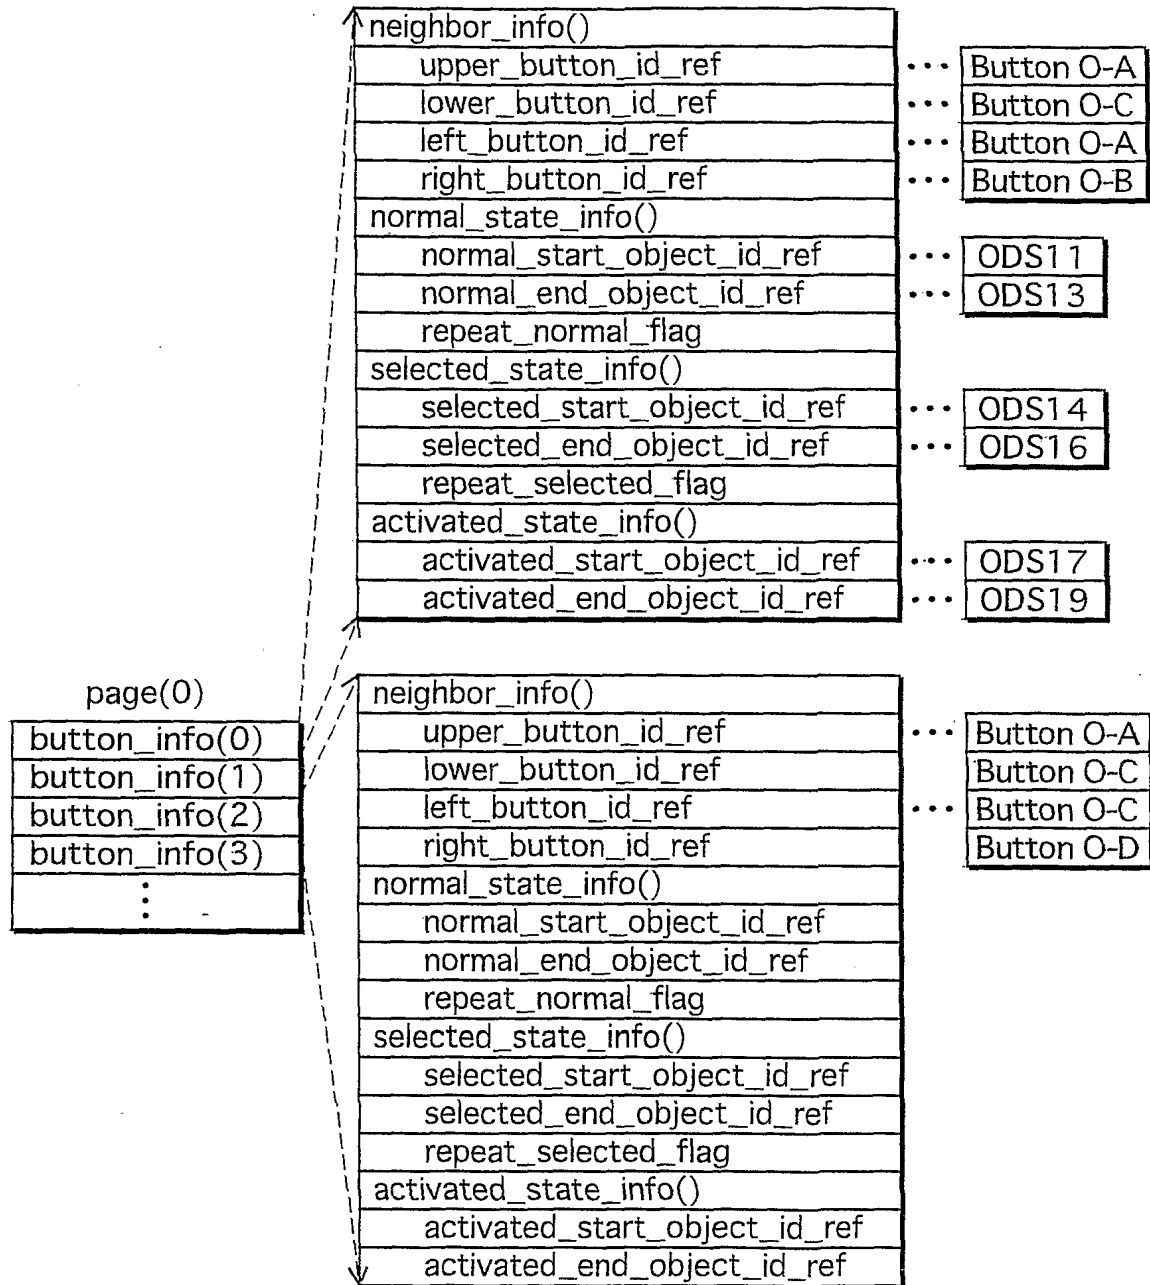 neighbor_info()
upper_button_id_ref ••• Button O-A
lower_button_id_ref ••• Button O-C
left_button_id_ref ••• Button O-A
right_button_id_ref ••• Button O-B
normal_state_info()
normal_start_object_id_ref ••• ODS11
normal_end_object_id_ref ••• ODS13
repeat_normal_flag
selected_state_info()
selected_start_object_id_ref ••• ODS14
selected_end_object_id_ref ••• ODS16
repeat_selected_flag
activated_state_info()
activated_start_object_id_ref ••• ODS17
activated_end_object_id_ref ••• ODS19
page(0)
button_info(0)
button_info(1)
button_info(2)
button_info(3)
neighbor_info()
upper_button_id_ref ••• Button O-A
lower_button_id_ref Button O-C
left_button_id_ref ••• Button O-C
right_button_id_ref Button O-D
normal_state_info()
normal_start_object_id_ref
normal_end_object_id_ref
repeat_normal_flag
selected_state_info()
selected_start_object_id_ref
selected_end_object_id_ref
repeat_selected_flag
activated_state_info()
activated_start_object_id_ref
activated_end_object_id_ref